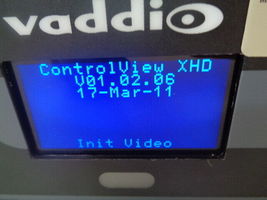 vaddio
ControlView XHD
V01.02.06
17-Mar-11
Init Video